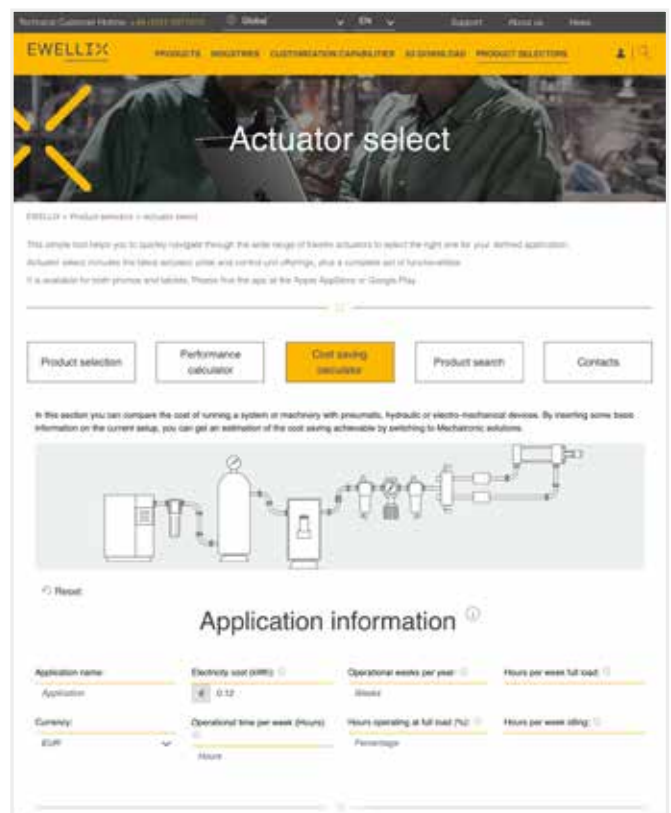 Technical Customer Hotline: Global EN Support About us News
EWELLIX PRODUCTS INDUSTRIES CUSTOMIZATION CAPABILITIES 3D DOWNLOAD PRODUCT SELECTORS
Actuator select
EWELLIX > Product selectors > Actuator select
This simple tool helps you to quickly navigate through the wide range of Ewellix actuators to select the right one for your defined application.
Actuator select includes the latest actuator and control unit offerings, plus a complete set of functionalities
It is available for both phones and tablets. Please find the app at the Apple AppStore or Google Play.
Product selection
Performance calculator
Cost saving calculator
Product search
Contacts
In this section you can compare the cost of running a system or machinery with pneumatic, hydraulic or electro-mechanical devices. By inserting some basic
information on the current setup, you can get an estimation of the cost saving achievable by switching to Mechatronic solutions.
Reset
Application information
Application name: Electricity cost (kWh): Operational weeks per year: Hours per week full load:
Application € 0.12 Weeks
Currency: Operational time per week (Hours) Hours operating at full load (%): Hours per week idling:
EUR Hours Percentage